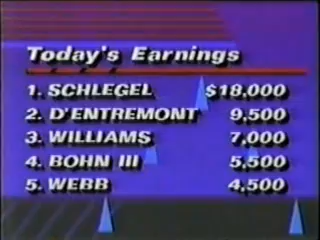 Today's Earnings
1. SCHLEGEL $18,000
2. D'ENTREMONT 9,500
3. WILLIAMS 7,000
4. BOHN III 5,500
5. WEBB 4,500